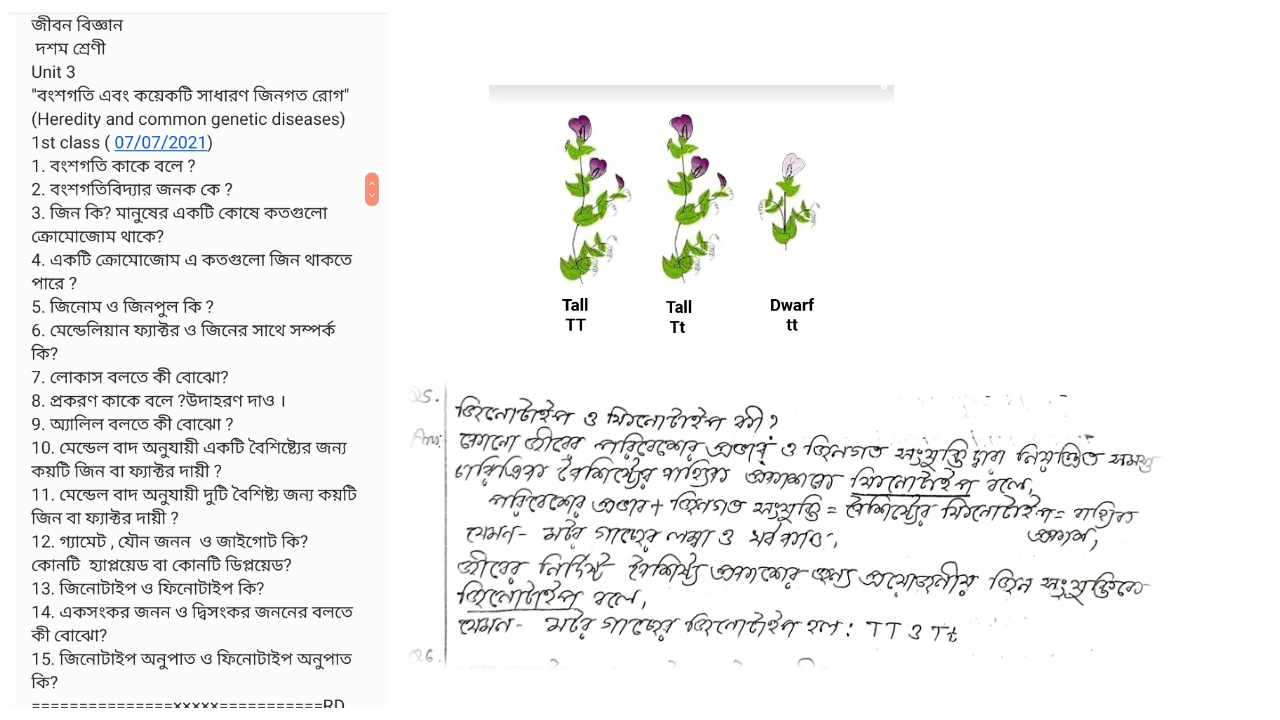 জীবন বিজ্ঞান
দশম শ্রেণী
Unit 3
"বংশগতি এবং কয়েকটি সাধারণ জিনগত রোগ"
(Heredity and common genetic diseases)
1st class ( 07/07/2021)
1. বংশগতি কাকে বলে ?
2. বংশগতিবিদ্যার জনক কে ?
3. জিন কি? মানুষের একটি কোষে কতগুলো
ক্রোমোজোম থাকে?
4. একটি ক্রোমোজোম এ কতগুলো জিন থাকতে
পারে ?
5. জিনোম ও জিনপুল কি ?
6. মেন্ডেলিয়ান ফ্যাক্টর ও জিনের সাথে সম্পর্ক
কি?
7. লোকাস বলতে কী বোঝো?
8. প্রকরণ কাকে বলে ?উদাহরণ দাও ।
9. অ্যালিল বলতে কী বোঝো ?
10. মেন্ডেল বাদ অনুযায়ী একটি বৈশিষ্ট্যের জন্য
কয়টি জিন বা ফ্যাক্টর দায়ী ?
11. মেন্ডেল বাদ অনুযায়ী দুটি বৈশিষ্ট্য জন্য কয়টি
জিন বা ফ্যাক্টর দায়ী ?
12. গ্যামেট , যৌন জনন ও জাইগোট কি?
কোনটি হ্যাপ্লয়েড বা কোনটি ডিপ্লয়েড?
13. জিনোটাইপ ও ফিনোটাইপ কি?
14. একসংকর জনন ও দ্বিসংকর জননের বলতে
কী বোঝো?
15. জিনোটাইপ অনুপাত ও ফিনোটাইপ অনুপাত
কি?
================xxxxx===========RD
Tall
TT
Tall
Tt
Dwarf
tt
Q5. জিনোটাইপ ও ফিনোটাইপ কী?
Ans: কোনো জীবের পরিবেশের প্রভাব ও জিনগত সংযুক্তি দ্বারা নিয়ন্ত্রিত সমস্ত
চারিত্রিক বৈশিষ্ট্যের বাহ্যিক প্রকাশকে ফিনোটাইপ বলে,
পরিবেশের প্রভাব + জিনগত সংযুক্তি = বৈশিষ্ট্যের ফিনোটাইপ = বাহ্যিক
প্রকাশ,
যেমন- মটর গাছের লম্বা ও খর্বকায়,
জীবের নির্দিষ্ট বৈশিষ্ট্য প্রকাশের জন্য প্রয়োজনীয় জিন সংযুক্তিকে
জিনোটাইপ বলে,
যেমন- মটর গাছের জিনোটাইপ হল : TT ও Tt
Q6.